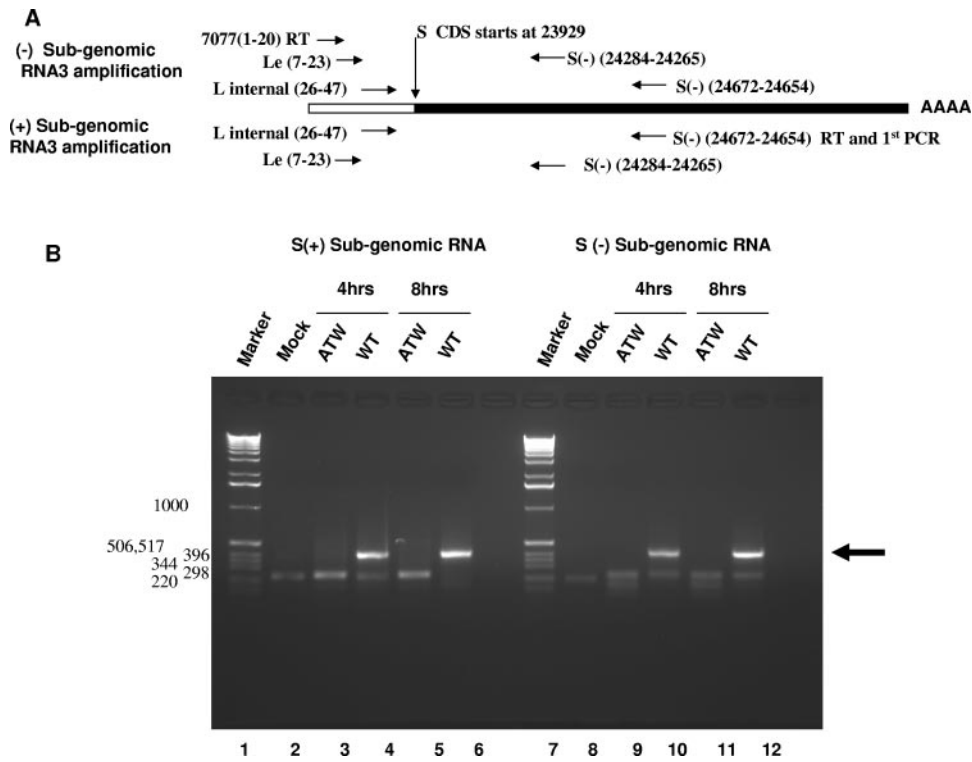 A
(-) Sub-genomic
RNA3 amplification
7077(1-20) RT
Le (7-23)
L internal (26-47)
S CDS starts at 23929
S(-) (24284-24265)
S(-) (24672-24654)
AAAA
(+) Sub-genomic
RNA3 amplification
L internal (26-47)
Le (7-23)
S(-) (24672-24654) RT and 1st PCR
S(-) (24284-24265)
B
S(+) Sub-genomic RNA
S (-) Sub-genomic RNA
4hrs
8hrs
4hrs
8hrs
Marker
Mock
ATW
WT
ATW
WT
Marker
Mock
ATW
WT
ATW
WT
1000
506,517
396
344
298
220
1 2 3 4 5 6 7 8 9 10 11 12